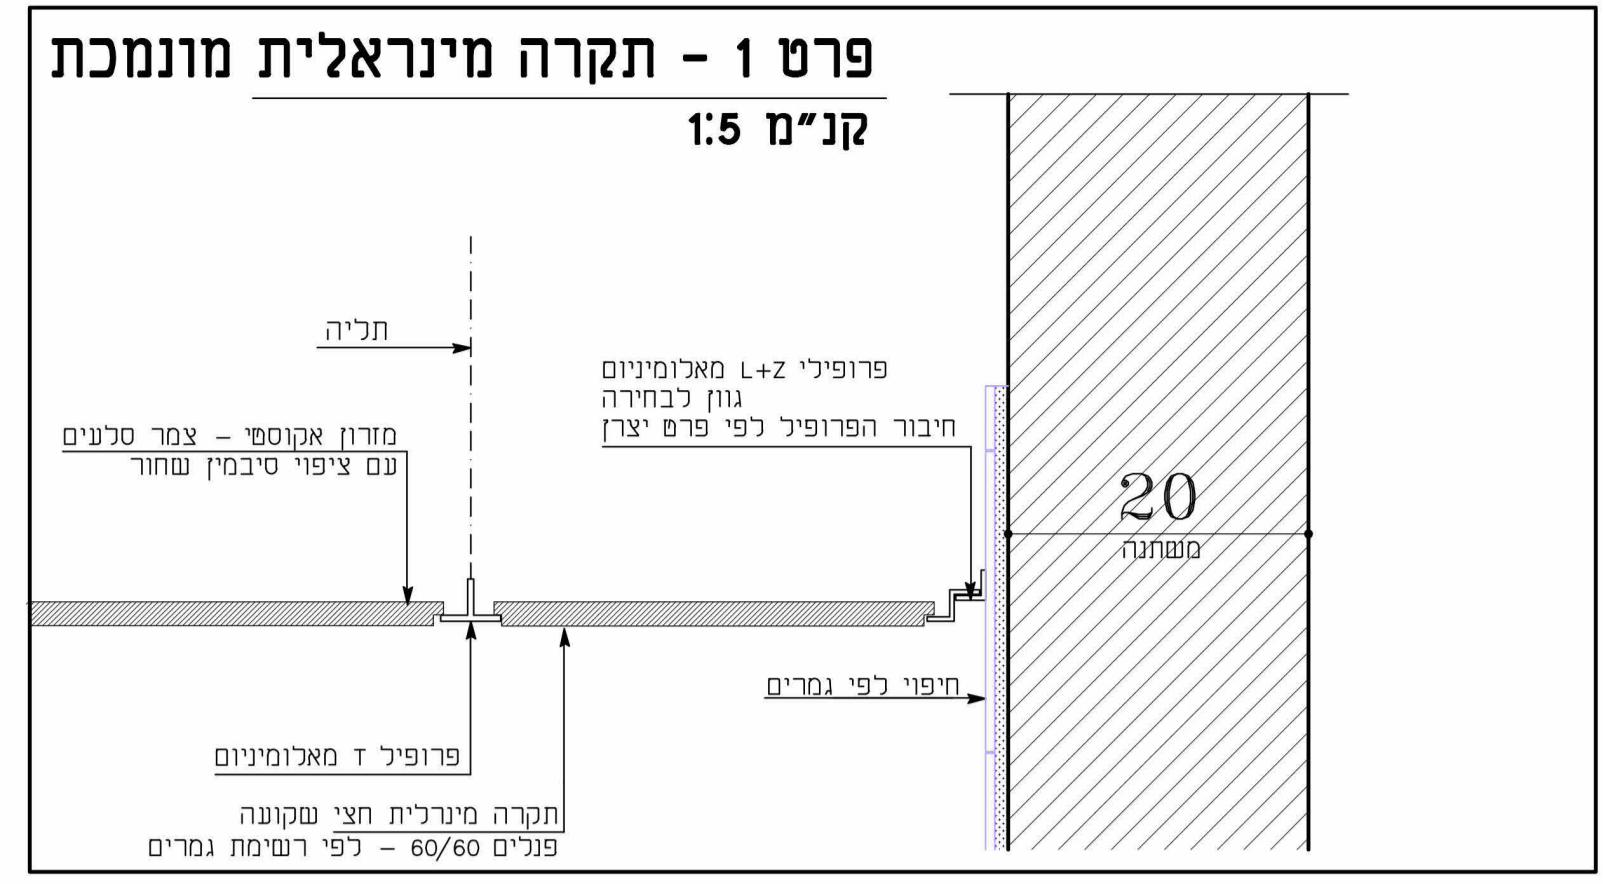 פרט 1 - תקרה מינראלית מונמכת
קנ״מ 1:5
תליה
פרופילי L+Z מאלומיניום
גוון לבחירה
חיבור הפרופיל לפי פרט יצרן
מזרון אקוסטי - צמר סלעים
עם ציפוי סיבמין שחור
20
משתנה
חיפוי לפי גמרים
פרופיל T מאלומיניום
תקרה מינרלית חצי שקועה
פנלים 60/60 - לפי רשימת גמרים